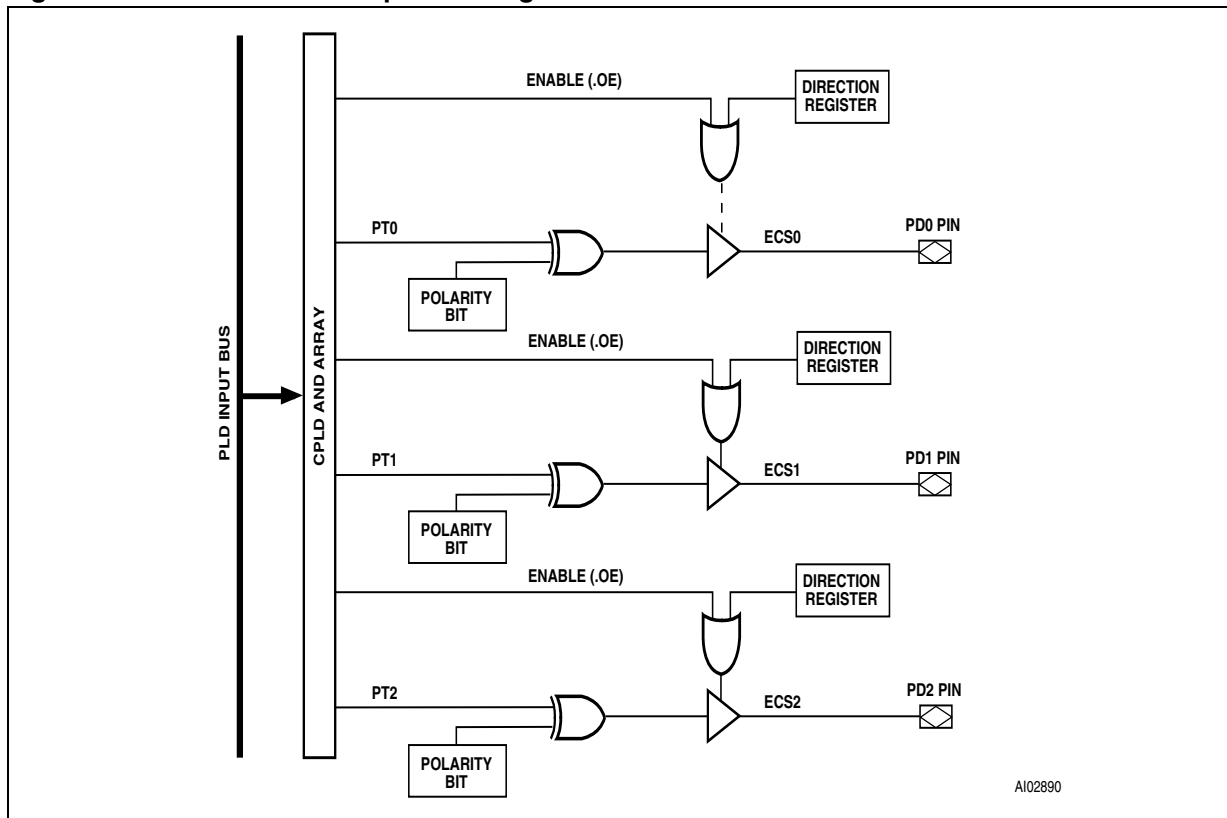 ENABLE (.OE)
DIRECTION
REGISTER
PT0
ECS0
PD0 PIN
POLARITY
BIT
ENABLE (.OE)
DIRECTION
REGISTER
PLD INPUT BUS
CPLD AND ARRAY
PT1
ECS1
PD1 PIN
POLARITY
BIT
ENABLE (.OE)
DIRECTION
REGISTER
PT2
ECS2
PD2 PIN
POLARITY
BIT
AI02890